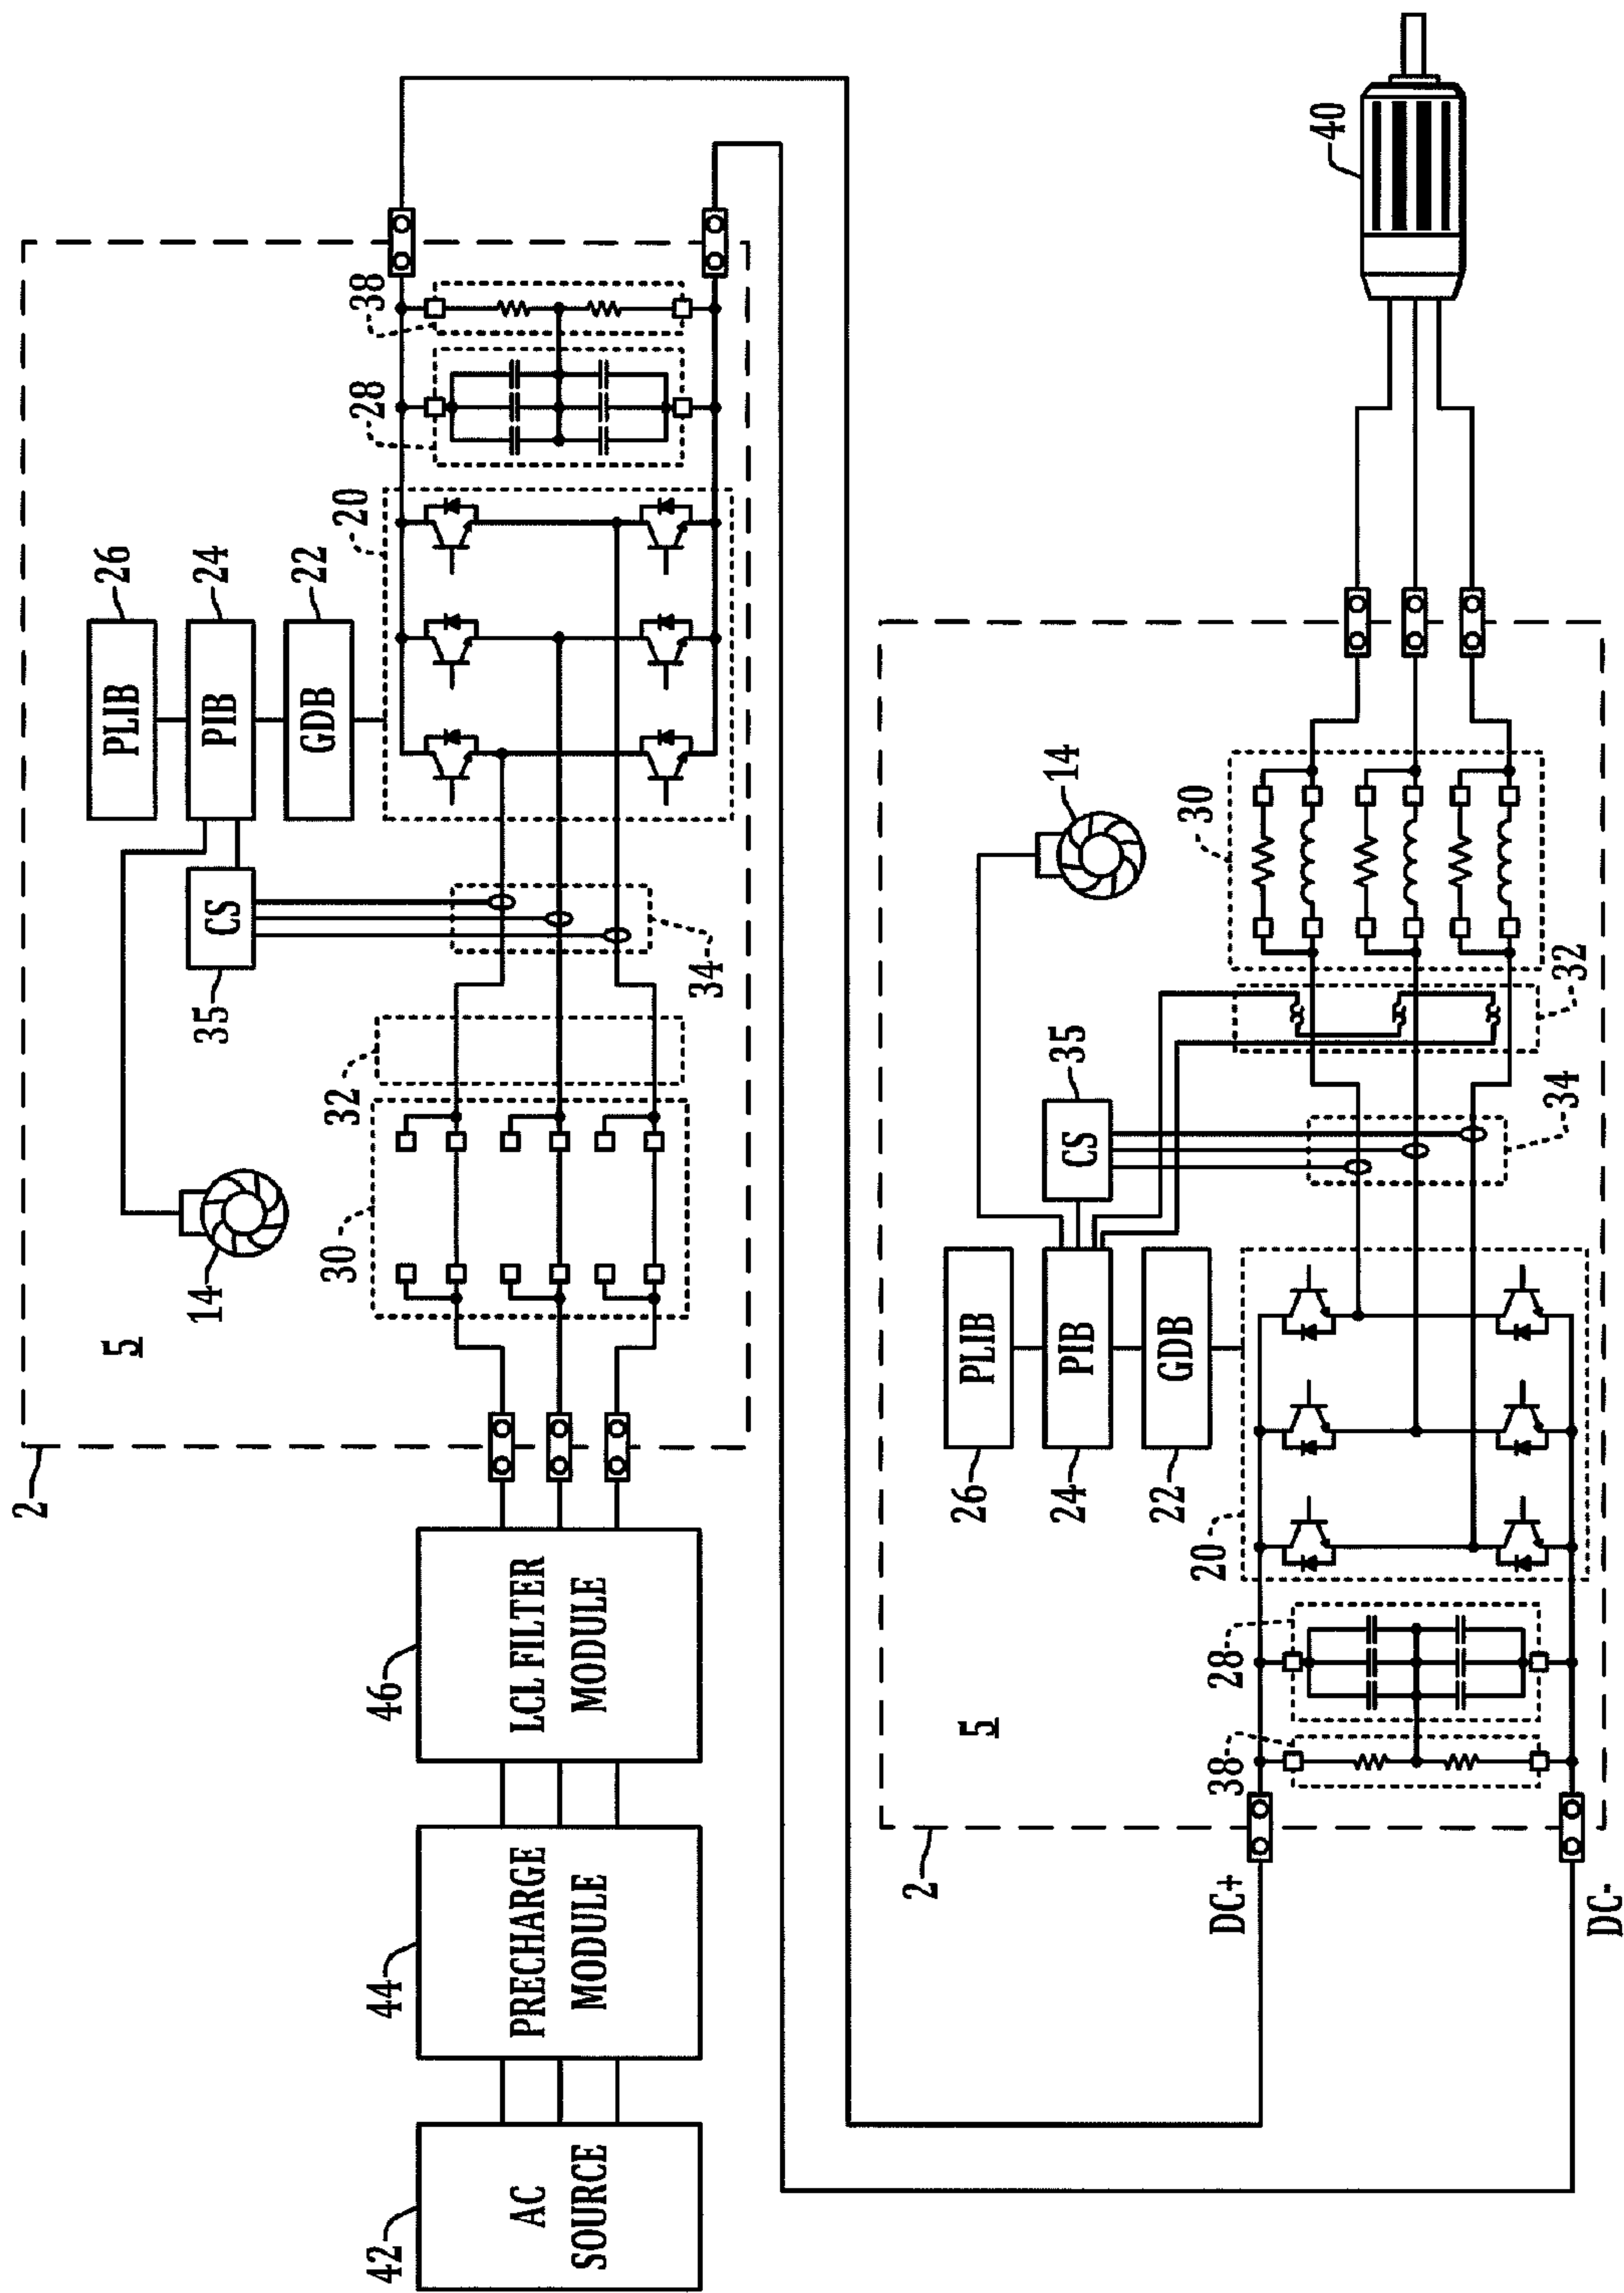 42
AC
SOURCE
44
PRECHARGE
MODULE
46
LCL FILTER
MODULE
2
5
14
30
32
34
35
CS
PLIB
26
PIB
24
GDB
22
20
28
38
2
5
DC+
DC-
38
28
20
PLIB
26
PIB
24
GDB
22
CS
35
34
32
30
14
40